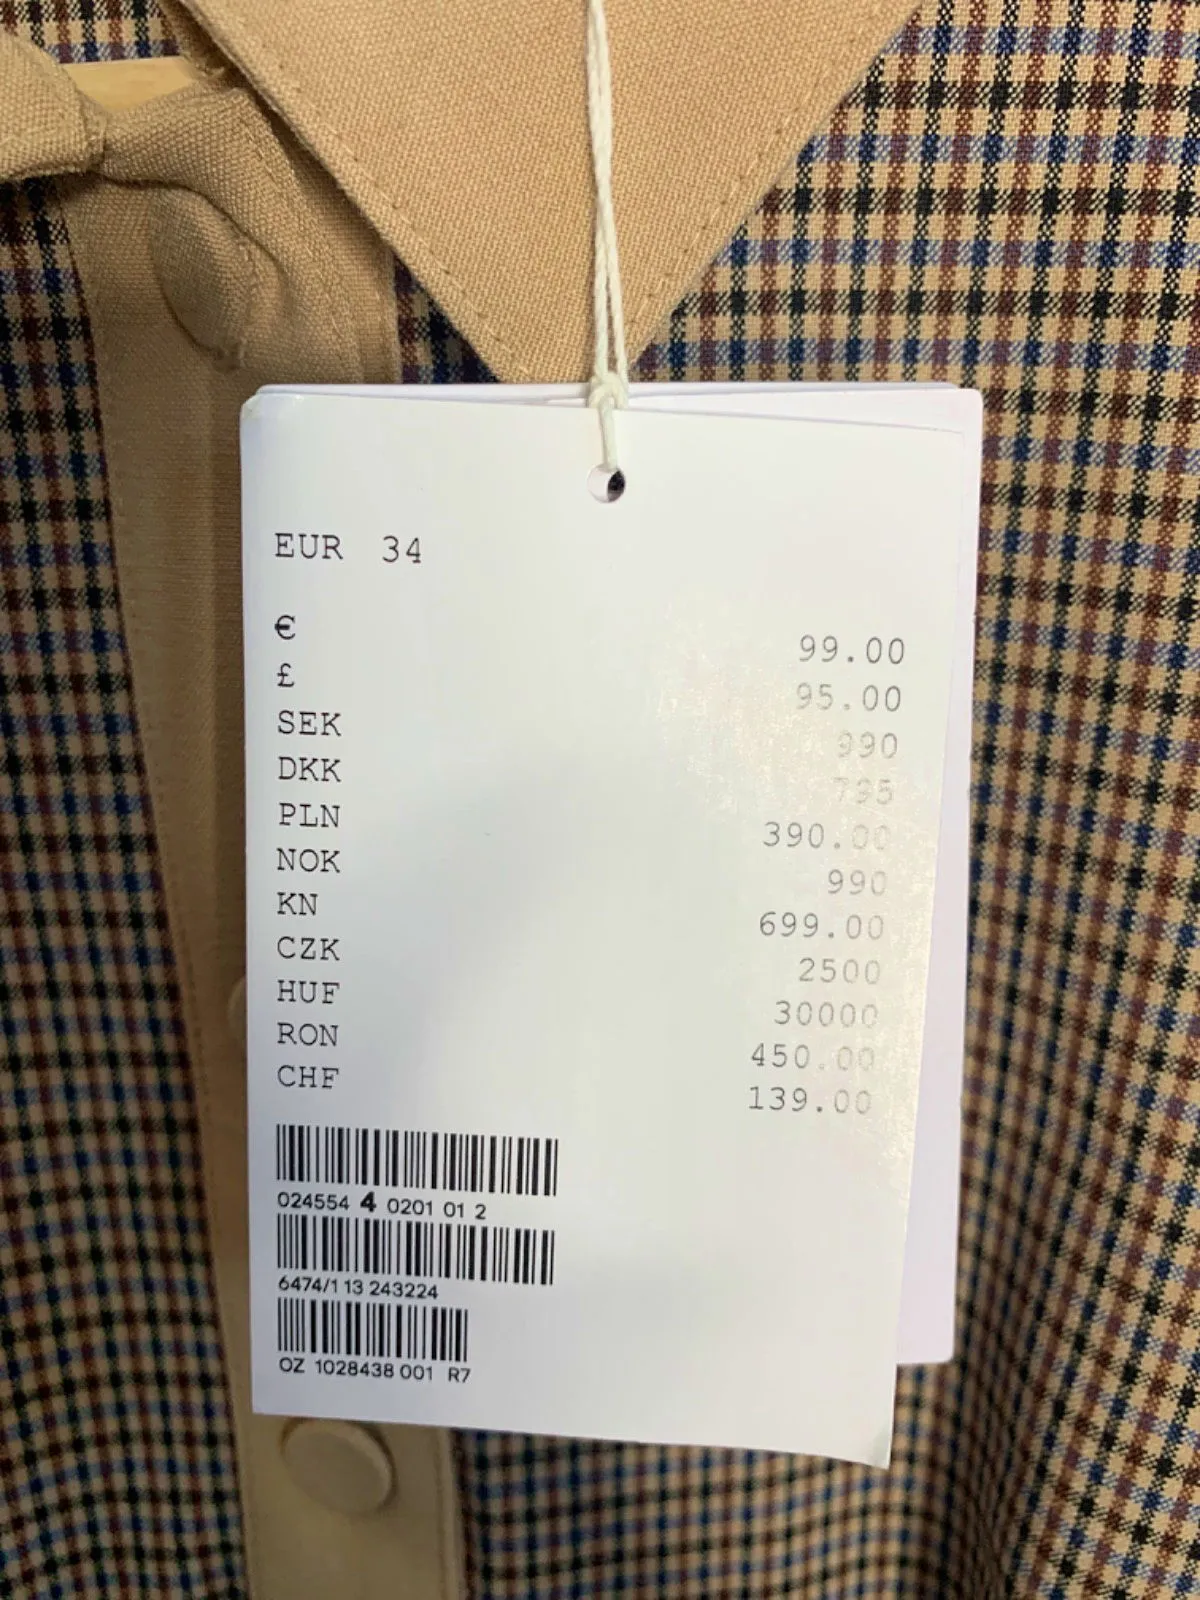 EUR 34
€ 99.00
£ 95.00
SEK 990
DKK 795
PLN 390.00
NOK 990
KN 699.00
CZK 2500
HUF 30000
RON 450.00
CHF 139.00
024554 4 0201 01 2
6474/1 13 243224
OZ 1028438 001 R7